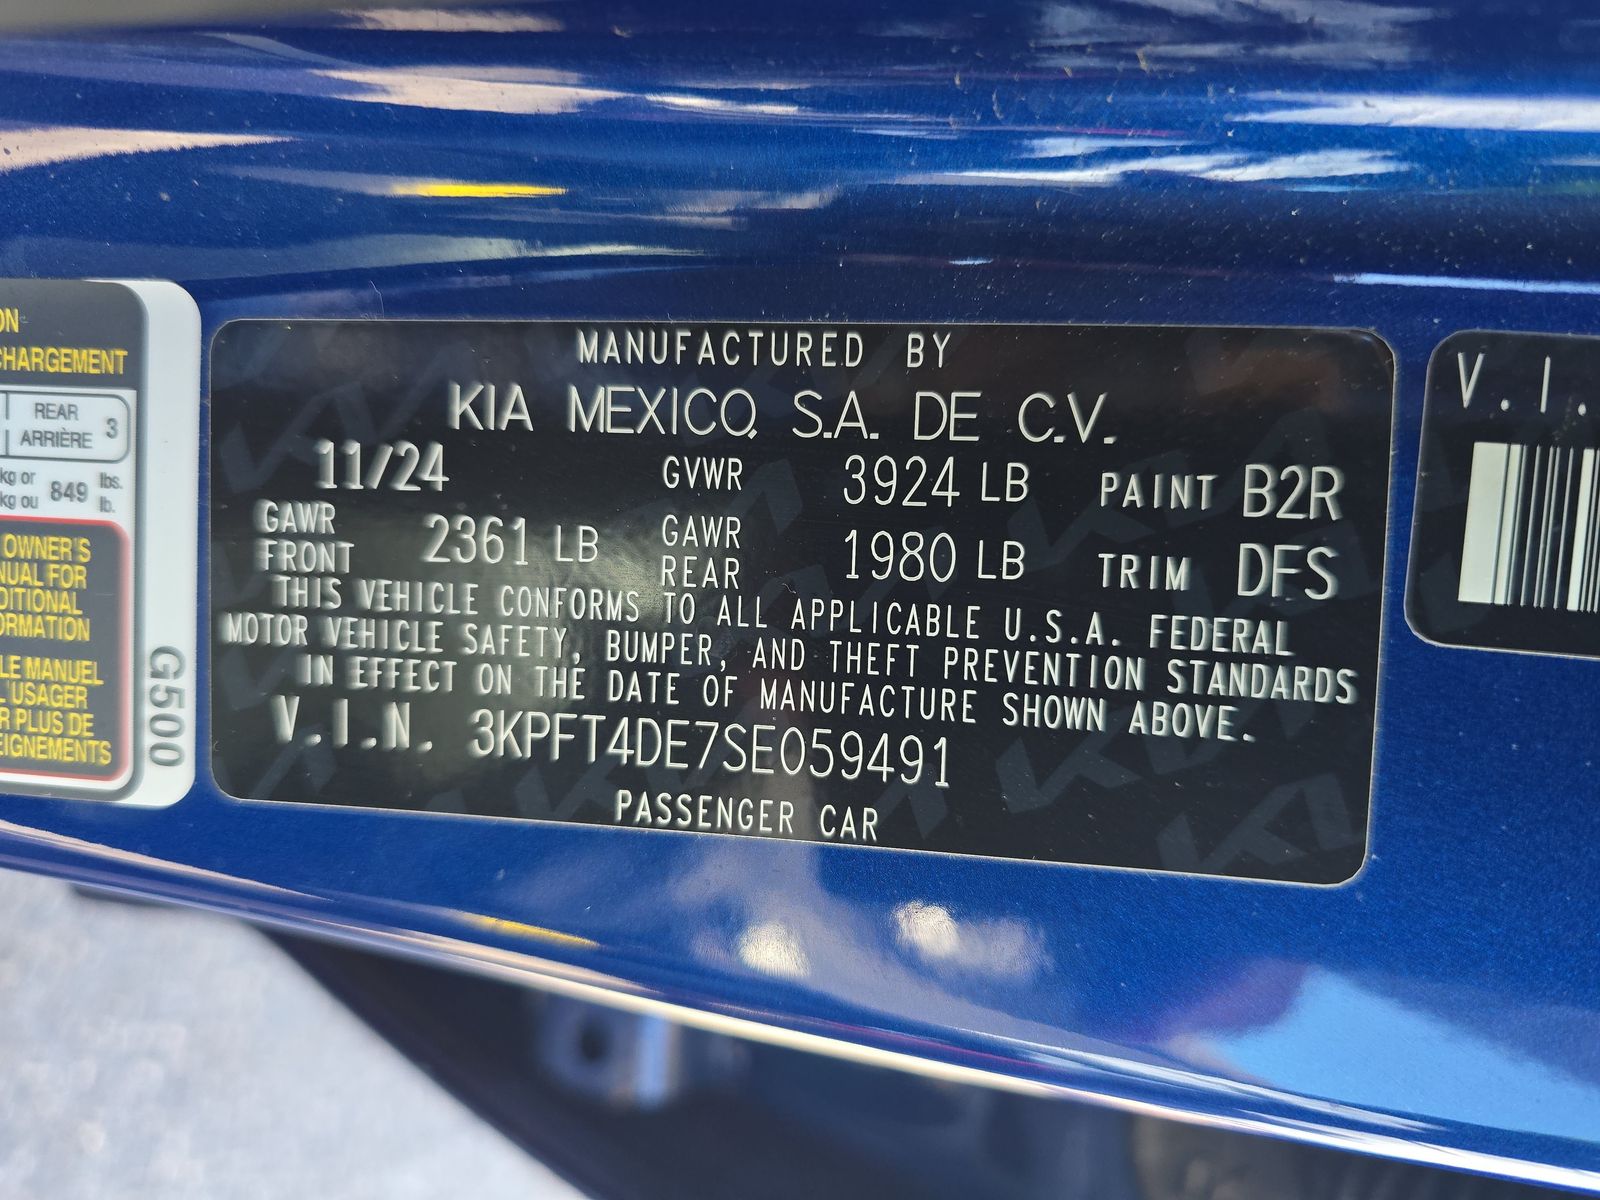 ON
CHARGEMENT
REAR
ARRIÈRE 3
kg or
kg ou 849 lbs.
lb.
OWNER'S
NUAL FOR
DITIONAL
ORMATION
LE MANUEL
L'USAGER
R PLUS DE
EIGNEMENTS
G500
MANUFACTURED BY
KIA MEXICO, S.A. DE C.V.
11/24 GVWR 3924 LB PAINT B2R
GAWR
FRONT 2361 LB GAWR
REAR 1980 LB TRIM DFS
THIS VEHICLE CONFORMS TO ALL APPLICABLE U.S.A. FEDERAL
MOTOR VEHICLE SAFETY, BUMPER, AND THEFT PREVENTION STANDARDS
IN EFFECT ON THE DATE OF MANUFACTURE SHOWN ABOVE.
V.I.N. 3KPFT4DE7SE059491
PASSENGER CAR
V.I.